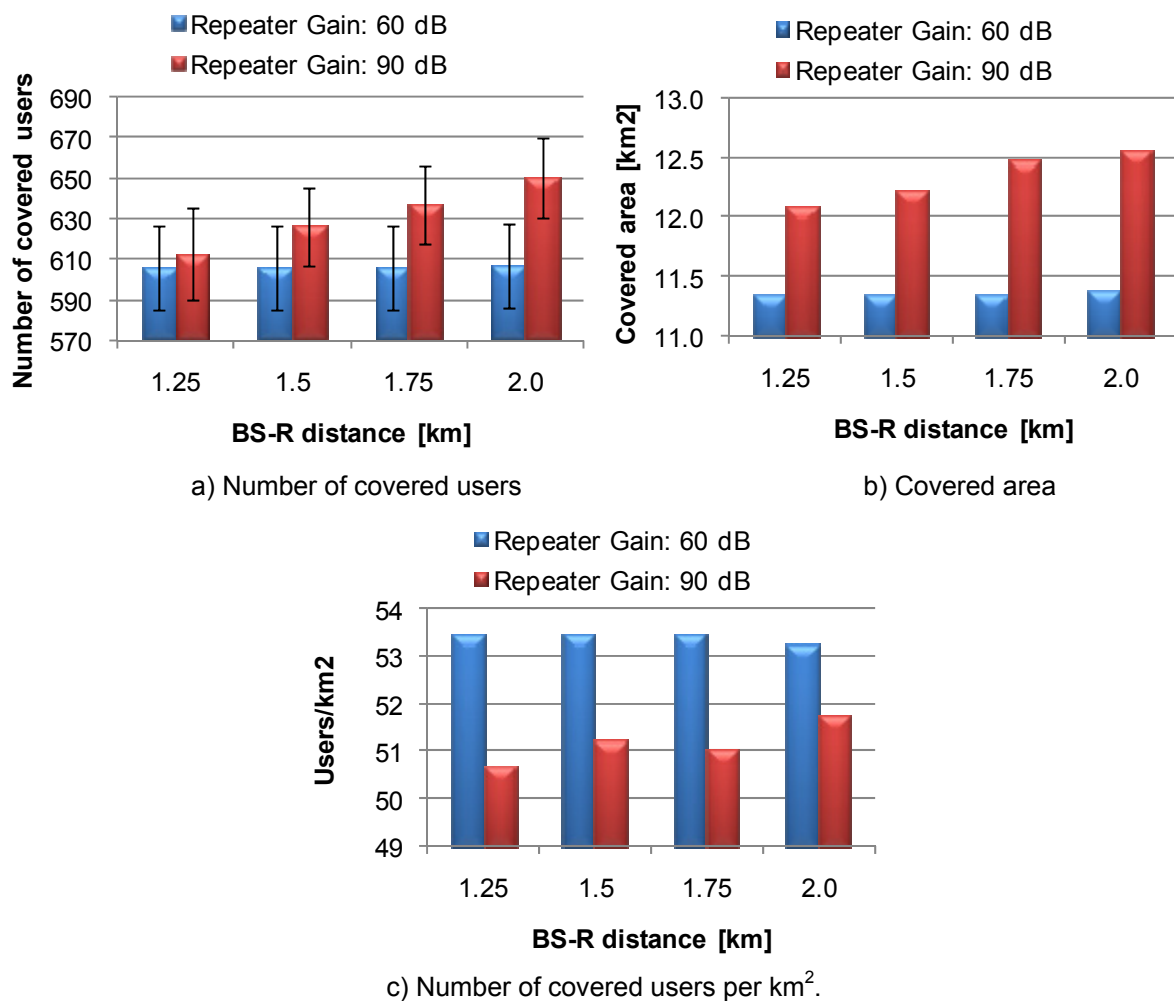 Repeater Gain: 60 dB
Repeater Gain: 90 dB
Number of covered users
690
670
650
630
610
590
570
1.25 1.5 1.75 2.0
BS-R distance [km]
a) Number of covered users
Repeater Gain: 60 dB
Repeater Gain: 90 dB
Covered area [km2]
13.0
12.5
12.0
11.5
11.0
1.25 1.5 1.75 2.0
BS-R distance [km]
b) Covered area
Repeater Gain: 60 dB
Repeater Gain: 90 dB
Users/km2
54
53
52
51
50
49
1.25 1.5 1.75 2.0
BS-R distance [km]
c) Number of covered users per km².